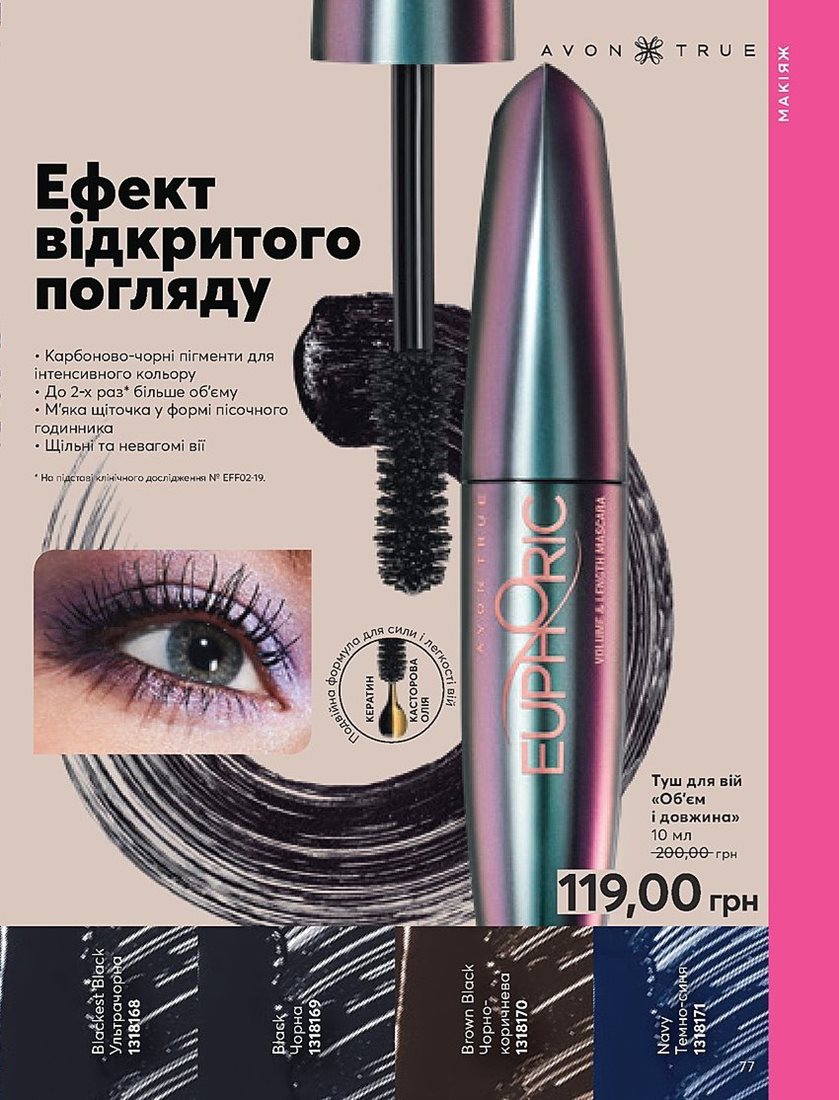 AVON TRUE
МАКІЯЖ
Ефект
відкритого
погляду
• Карбоново-чорні пігменти для
інтенсивного кольору
• До 2-х раз* більше об'єму
• М'яка щіточка у формі пісочного
годинника
• Щільні та невагомі вії
* На підставі клінічного дослідження № EFF02-19.
AVON TRUE
EUPHORIC
VOLUME & LENGTH MASCARA
Подвійна формула для сили і легкості вій
КЕРАТИН
КАСТОРОВА
ОЛІЯ
Туш для вій
«Об'єм
і довжина»
10 мл
200,00 грн
119,00 грн
Blackest Black
Ультрачорна
1318168
Black
Чорна
1318169
Brown Black
Чорно-
коричнева
1318170
Navy
Темно-синя
1318171
77